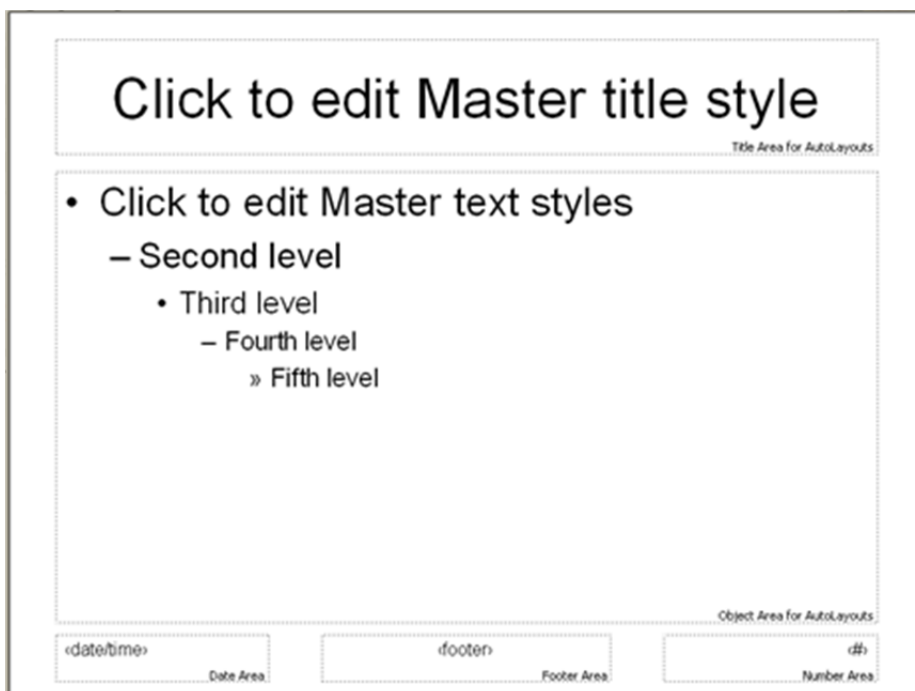 Click to edit Master title style
Title Area for AutoLayouts
• Click to edit Master text styles
– Second level
• Third level
– Fourth level
» Fifth level
Object Area for AutoLayouts
‹date/time›
Date Area
‹footer›
Footer Area
‹#›
Number Area